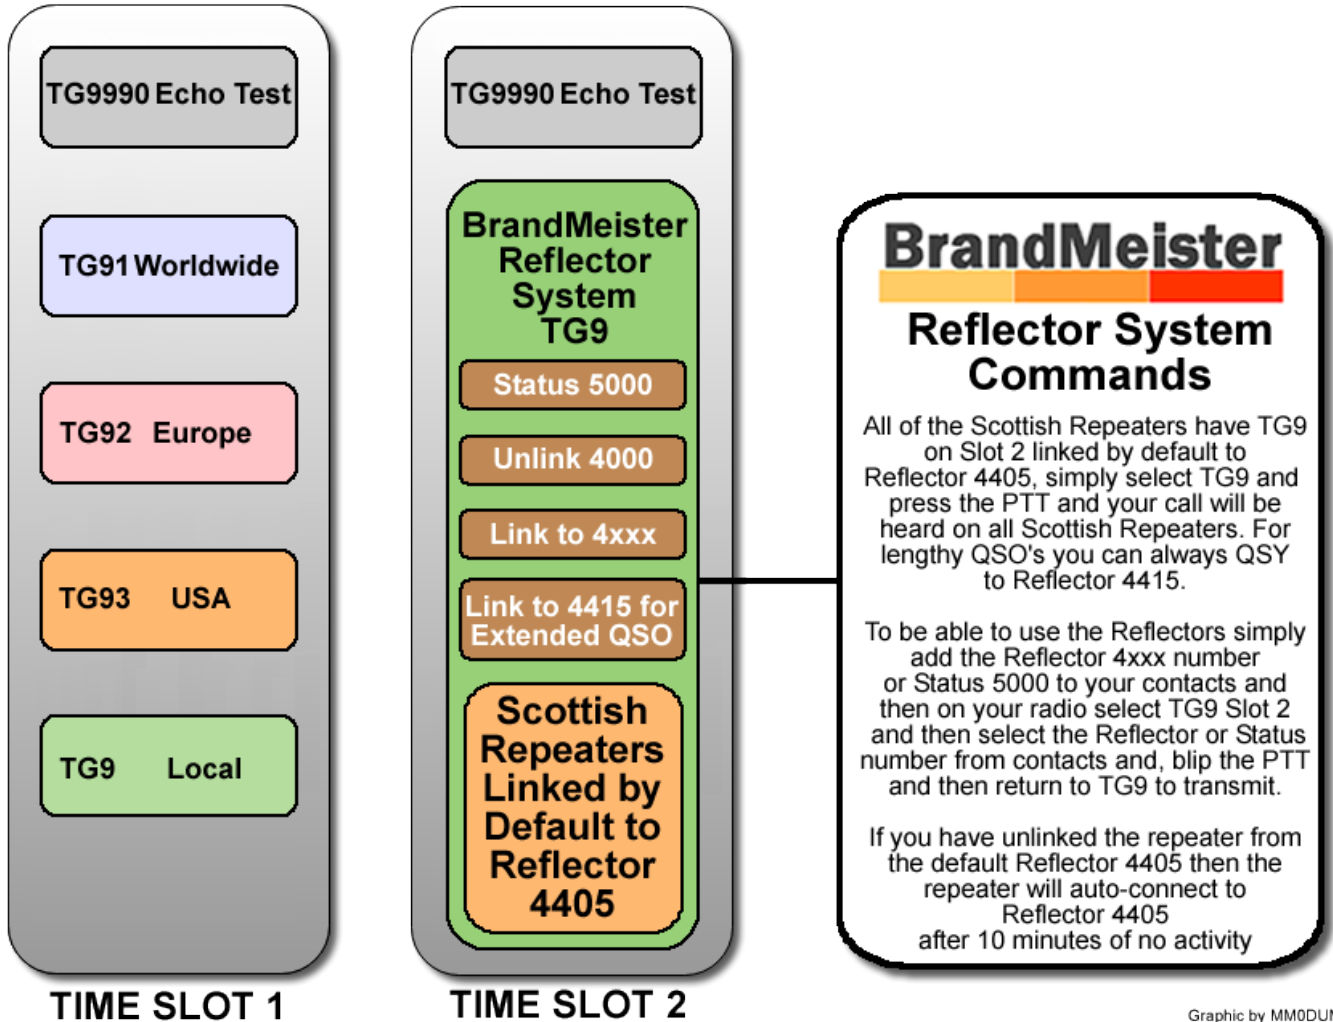 TG9990 Echo Test
TG91 Worldwide
TG92 Europe
TG93 USA
TG9 Local
TIME SLOT 1
TG9990 Echo Test
BrandMeister
Reflector
System
TG9
Status 5000
Unlink 4000
Link to 4xxx
Link to 4415 for
Extended QSO
Scottish
Repeaters
Linked by
Default to
Reflector
4405
TIME SLOT 2
BrandMeister
Reflector System
Commands
All of the Scottish Repeaters have TG9
on Slot 2 linked by default to
Reflector 4405, simply select TG9 and
press the PTT and your call will be
heard on all Scottish Repeaters. For
lengthy QSO's you can always QSY
to Reflector 4415.
To be able to use the Reflectors simply
add the Reflector 4xxx number
or Status 5000 to your contacts and
then on your radio select TG9 Slot 2
and then select the Reflector or Status
number from contacts and, blip the PTT
and then return to TG9 to transmit.
If you have unlinked the repeater from
the default Reflector 4405 then the
repeater will auto-connect to
Reflector 4405
after 10 minutes of no activity
Graphic by MM0DUN